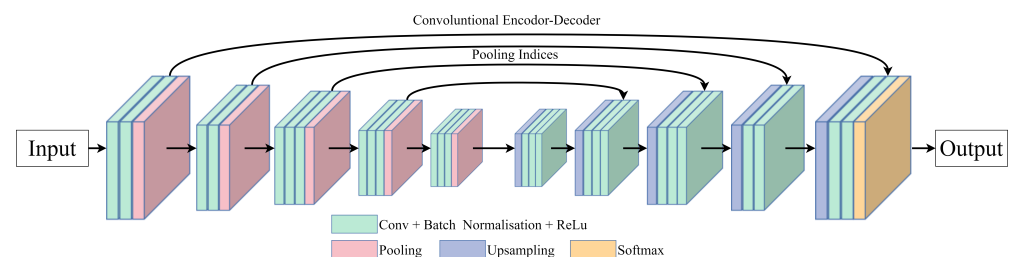 Convoluntional Encodor-Decoder
Pooling Indices
Input
Output
Conv + Batch Normalisation + ReLu
Pooling Upsampling Softmax